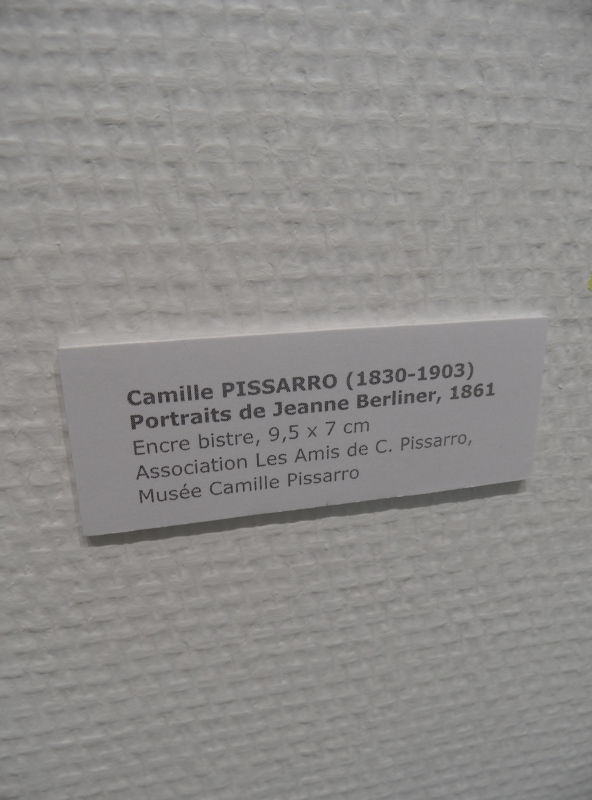 Camille PISSARRO (1830-1903)
Portraits de Jeanne Berliner, 1861
Encre bistre, 9,5 x 7 cm
Association Les Amis de C. Pissarro,
Musée Camille Pissarro